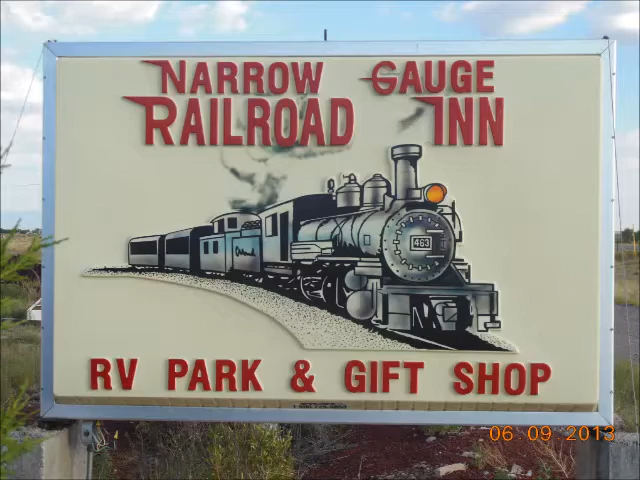 NARROW GAUGE
RAILROAD INN
463
RV PARK & GIFT SHOP
06 09 2013